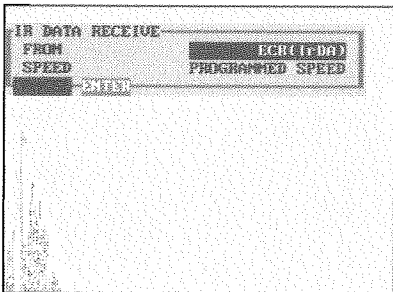 IR DATA RECEIVE
FROM ECR(IrDA)
SPEED PROGRAMMED SPEED
ENTER